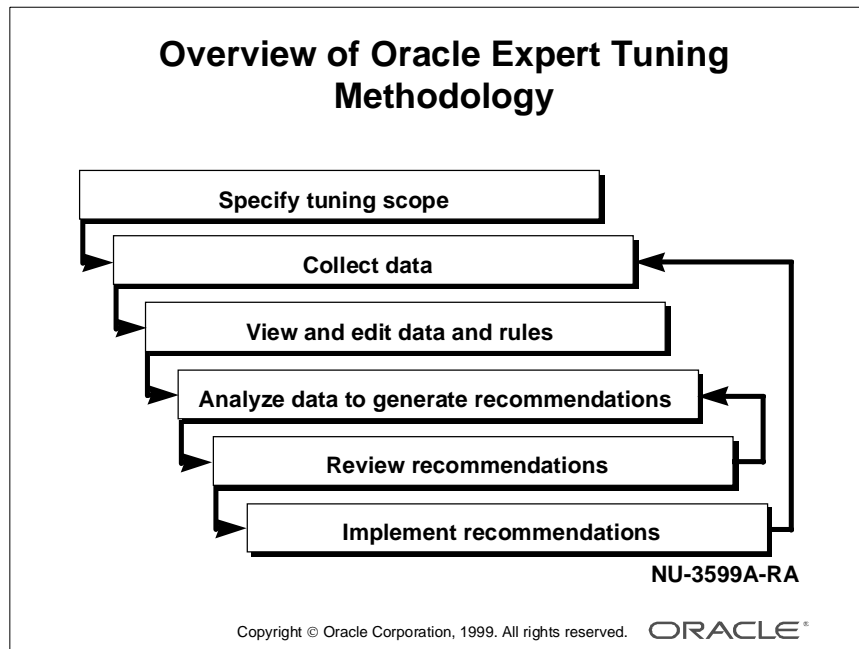 Overview of Oracle Expert Tuning
Methodology
Specify tuning scope
Collect data
View and edit data and rules
Analyze data to generate recommendations
Review recommendations
Implement recommendations
NU-3599A-RA
Copyright © Oracle Corporation, 1999. All rights reserved. ORACLE®